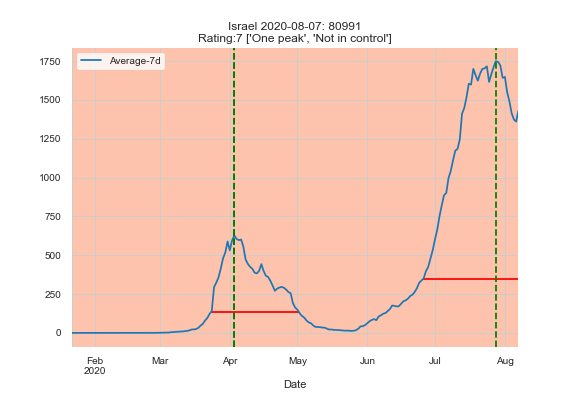 Israel 2020-08-07: 80991
Rating:7 ['One peak', 'Not in control']
Average-7d
1750
1500
1250
1000
750
500
250
0
Feb
2020
Mar
Apr
May
Jun
Jul
Aug
Date